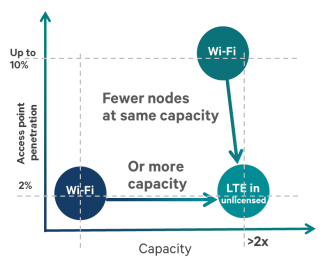 Wi-Fi
Up to
10%
Fewer nodes
at same capacity
Access point
penetration
Or more
capacity
2%
Wi-Fi
LTE in
unlicensed
>2x
Capacity